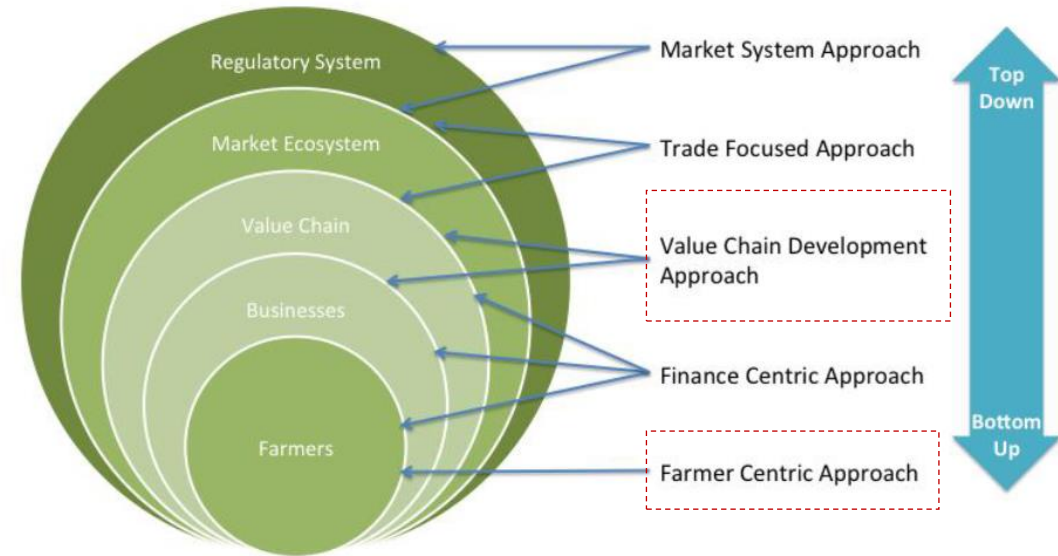 Regulatory System
Market Ecosystem
Value Chain
Businesses
Farmers
Market System Approach
Trade Focused Approach
Value Chain Development
Approach
Finance Centric Approach
Farmer Centric Approach
Top
Down
Bottom
Up